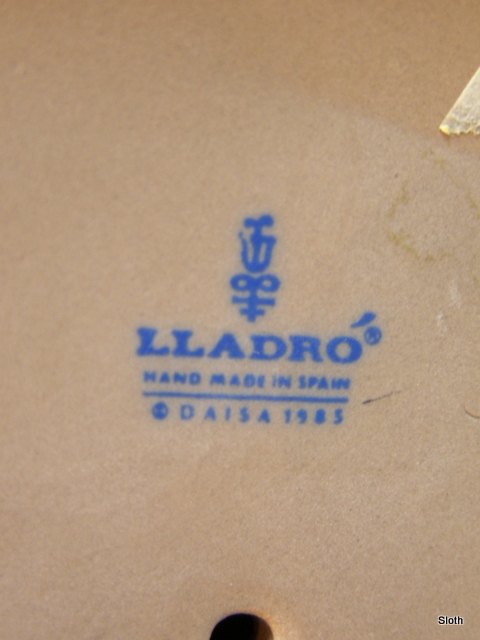 LLADRÓ®
HAND MADE IN SPAIN
© DAISA 1985
Sloth